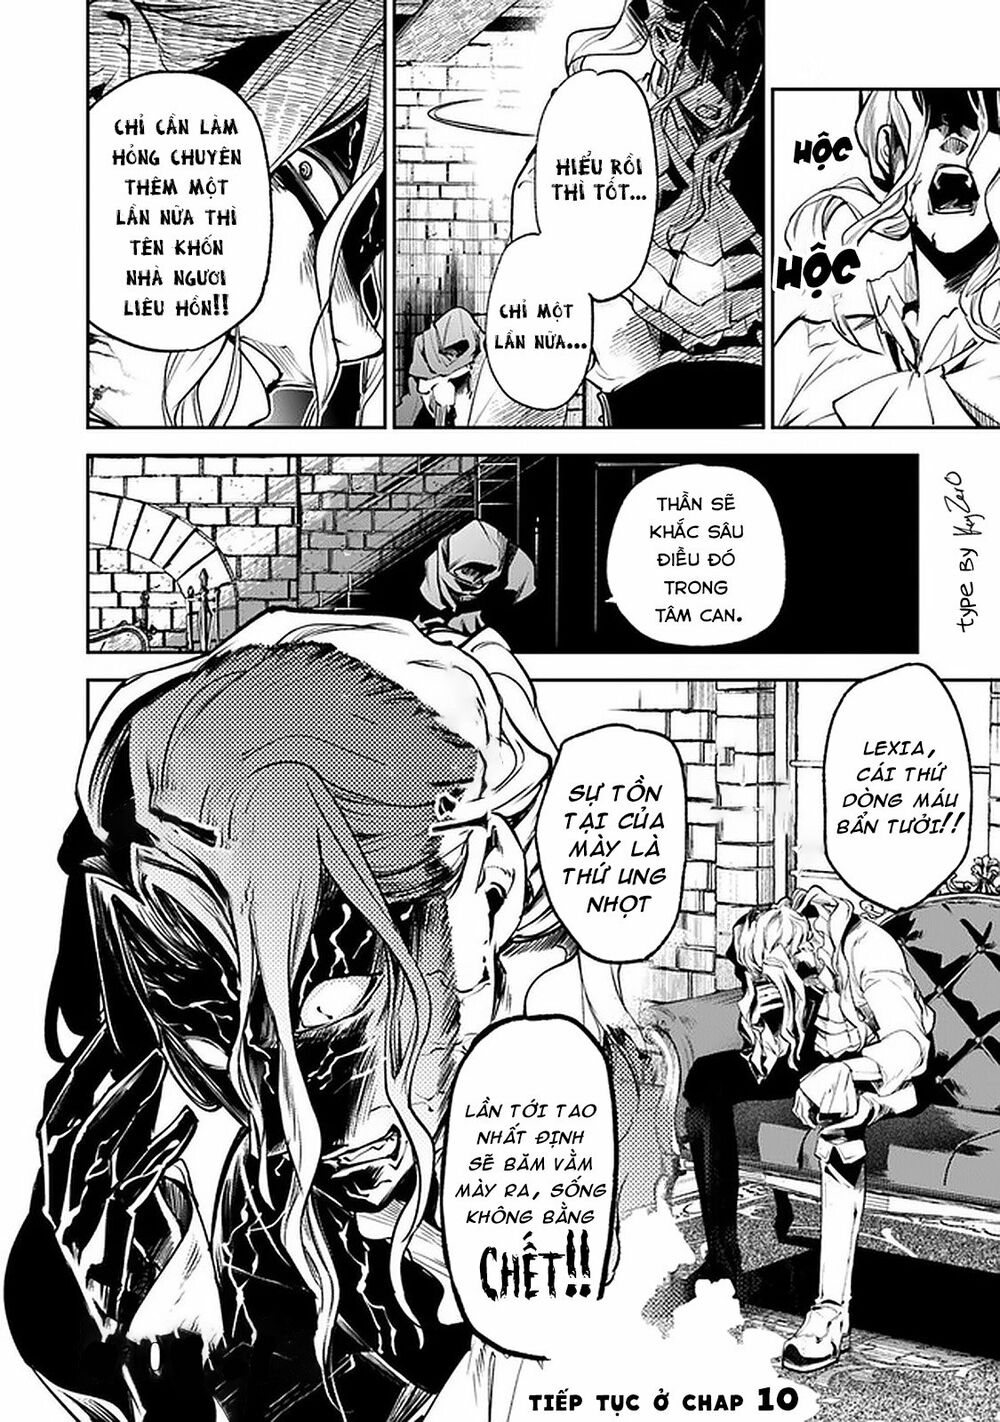 HỘC
HỘC
HIỂU RỒI
THÌ TỐT...
CHỈ MỘT
LẦN NỮA...
CHỈ CẦN LÀM
HỎNG CHUYỆN
THÊM MỘT
LẦN NỮA THÌ
TÊN KHỐN
NHÀ NGƯƠI
LIỆU HỒN!!
THẦN SẼ
KHẮC SÂU
ĐIỀU ĐÓ
TRONG
TÂM CAN.
type By KeyZerO
LEXIA,
CÁI THỨ
DÒNG MÁU
BẨN TƯỞI!!
SỰ TỒN
TẠI CỦA
MÀY LÀ
THỨ UNG
NHỌT
LẦN TỚI TAO
NHẤT ĐỊNH
SẼ BĂM VẰM
MÀY RA, SỐNG
KHÔNG BẰNG
CHẾT!!
TIẾP TỤC Ở CHAP 10